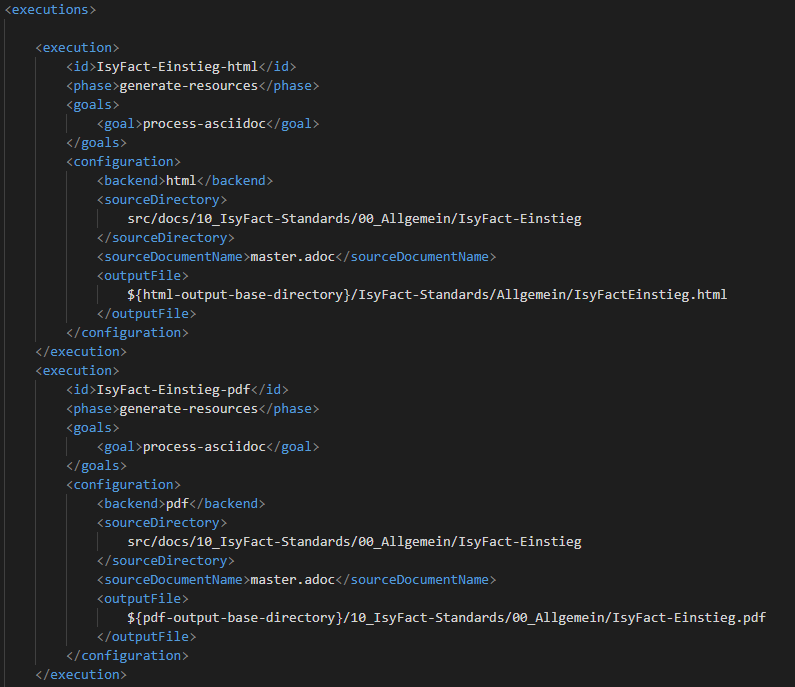 <executions>
<execution>
<id>IsyFact-Einstieg-html</id>
<phase>generate-resources</phase>
<goals>
<goal>process-asciidoc</goal>
</goals>
<configuration>
<backend>html</backend>
<sourceDirectory>
src/docs/10_IsyFact-Standards/00_Allgemein/IsyFact-Einstieg
</sourceDirectory>
<sourceDocumentName>master.adoc</sourceDocumentName>
<outputFile>
${html-output-base-directory}/IsyFact-Standards/Allgemein/IsyFactEinstieg.html
</outputFile>
</configuration>
</execution>
<execution>
<id>IsyFact-Einstieg-pdf</id>
<phase>generate-resources</phase>
<goals>
<goal>process-asciidoc</goal>
</goals>
<configuration>
<backend>pdf</backend>
<sourceDirectory>
src/docs/10_IsyFact-Standards/00_Allgemein/IsyFact-Einstieg
</sourceDirectory>
<sourceDocumentName>master.adoc</sourceDocumentName>
<outputFile>
${pdf-output-base-directory}/10_IsyFact-Standards/00_Allgemein/IsyFact-Einstieg.pdf
</outputFile>
</configuration>
</execution>